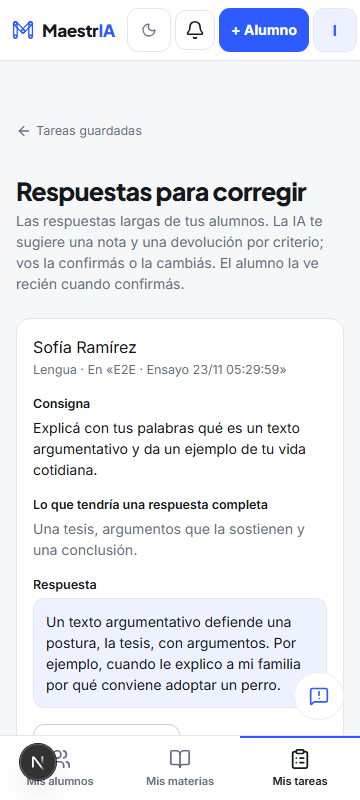 MaestrIA
+ Alumno
I
← Tareas guardadas
Respuestas para corregir
Las respuestas largas de tus alumnos. La IA te
sugiere una nota y una devolución por criterio;
vos la confirmás o la cambiás. El alumno la ve
recién cuando confirmás.
Sofía Ramírez
Lengua · En «E2E · Ensayo 23/11 05:29:59»
Consigna
Explicá con tus palabras qué es un texto
argumentativo y da un ejemplo de tu vida
cotidiana.
Lo que tendría una respuesta completa
Una tesis, argumentos que la sostienen y
una conclusión.
Respuesta
Un texto argumentativo defiende una
postura, la tesis, con argumentos. Por
ejemplo, cuando le explico a mi familia
por qué conviene adoptar un perro.
N
Mis alumnos
Mis materias
Mis tareas